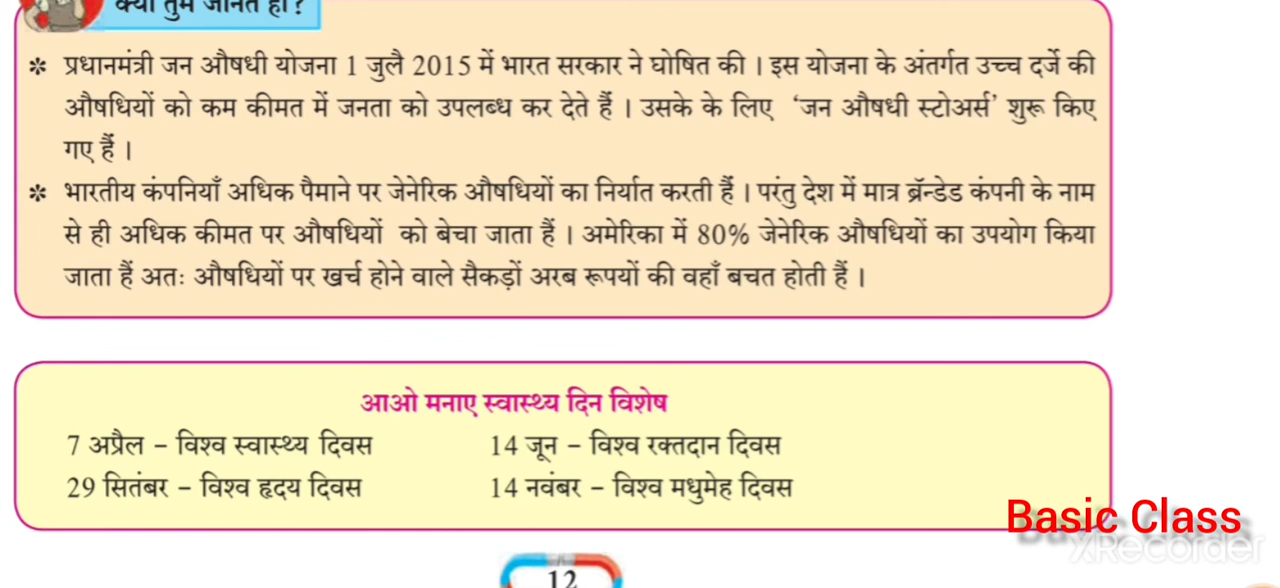 क्या तुम जानते हो?
* प्रधानमंत्री जन औषधी योजना 1 जुलै 2015 में भारत सरकार ने घोषित की । इस योजना के अंतर्गत उच्च दर्जे की
औषधियों को कम कीमत में जनता को उपलब्ध कर देते हैं । उसके के लिए ‘जन औषधी स्टोअर्स’ शुरू किए
गए हैं ।
* भारतीय कंपनियाँ अधिक पैमाने पर जेनेरिक औषधियों का निर्यात करती हैं । परंतु देश में मात्र ब्रॅन्डेड कंपनी के नाम
से ही अधिक कीमत पर औषधियों को बेचा जाता हैं । अमेरिका में 80% जेनेरिक औषधियों का उपयोग किया
जाता हैं अतः औषधियों पर खर्च होने वाले सैकड़ों अरब रूपयों की वहाँ बचत होती हैं ।
आओ मनाए स्वास्थ्य दिन विशेष
7 अप्रैल – विश्व स्वास्थ्य दिवस 14 जून – विश्व रक्तदान दिवस
29 सितंबर – विश्व हृदय दिवस 14 नवंबर – विश्व मधुमेह दिवस
Basic Class
XRecorder
12